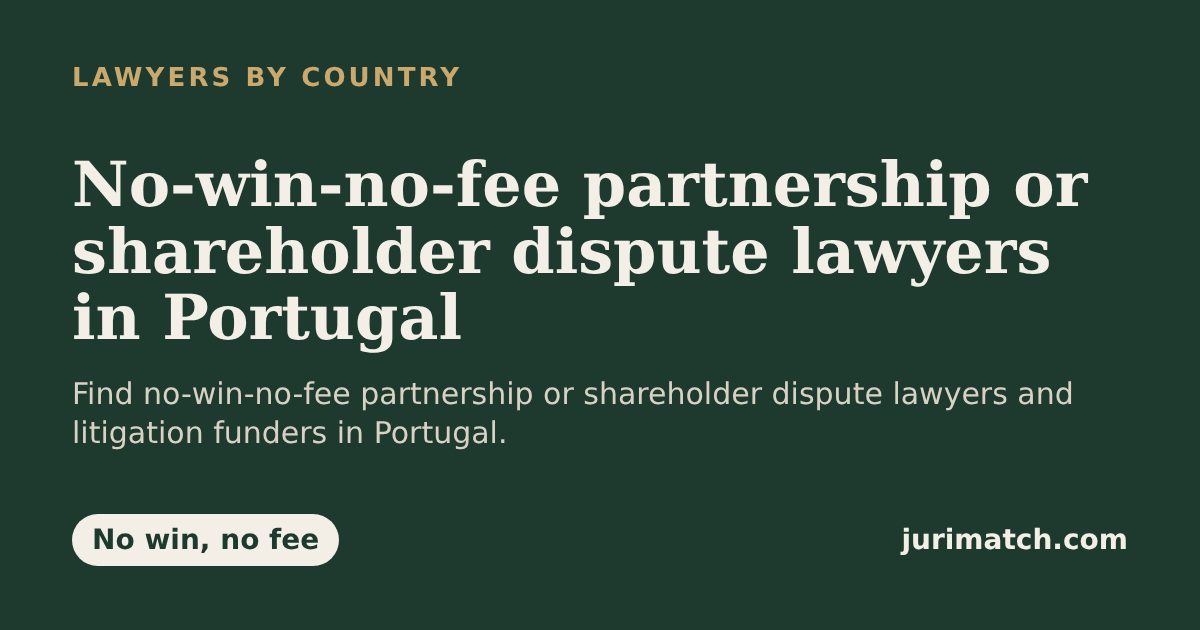 LAWYERS BY COUNTRY
No-win-no-fee partnership or
shareholder dispute lawyers
in Portugal
Find no-win-no-fee partnership or shareholder dispute lawyers and
litigation funders in Portugal.
No win, no fee
jurimatch.com